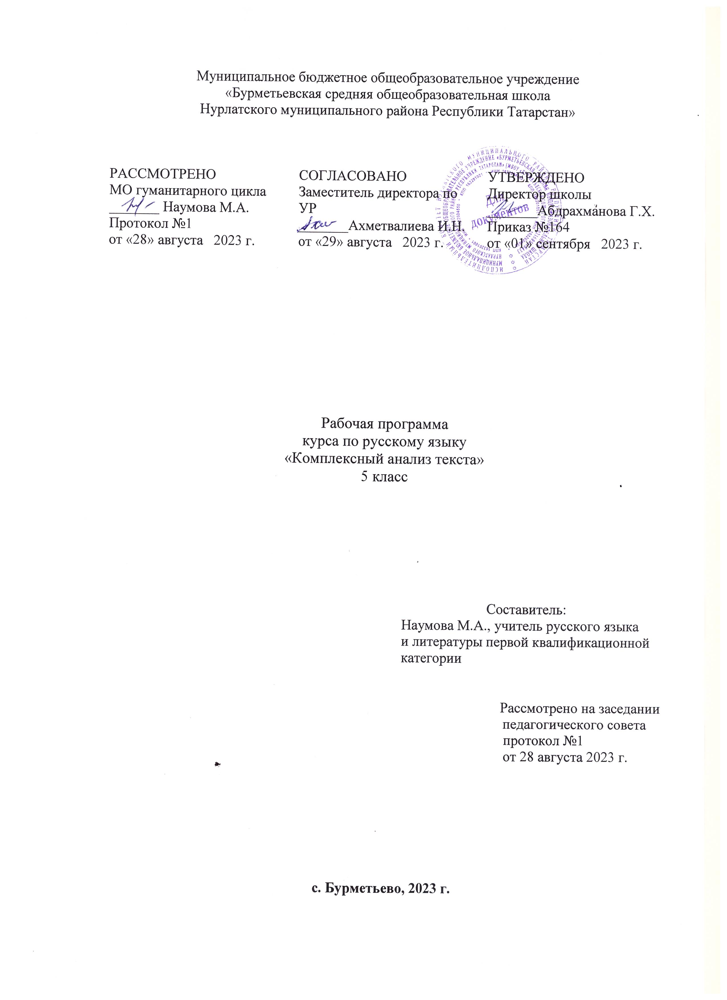 Муниципальное бюджетное общеобразовательное учреждение
«Бурметьевская средняя общеобразовательная школа
Нурлатского муниципального района Республики Татарстан»
РАССМОТРЕНО
МО гуманитарного цикла
_______ Наумова М.А.
Протокол №1
от «28» августа 2023 г.
СОГЛАСОВАНО
Заместитель директора по
УР
_______Ахметвалиева И.Н.
от «29» августа 2023 г.
УТВЕРЖДЕНО
Директор школы
_______Абдрахманова Г.Х.
Приказ №164
от «01» сентября 2023 г.
Для
документов
Рабочая программа
курса по русскому языку
«Комплексный анализ текста»
5 класс
Составитель:
Наумова М.А., учитель русского языка
и литературы первой квалификационной
категории
Рассмотрено на заседании
педагогического совета
протокол №1
от 28 августа 2023 г.
с. Бурметьево, 2023 г.